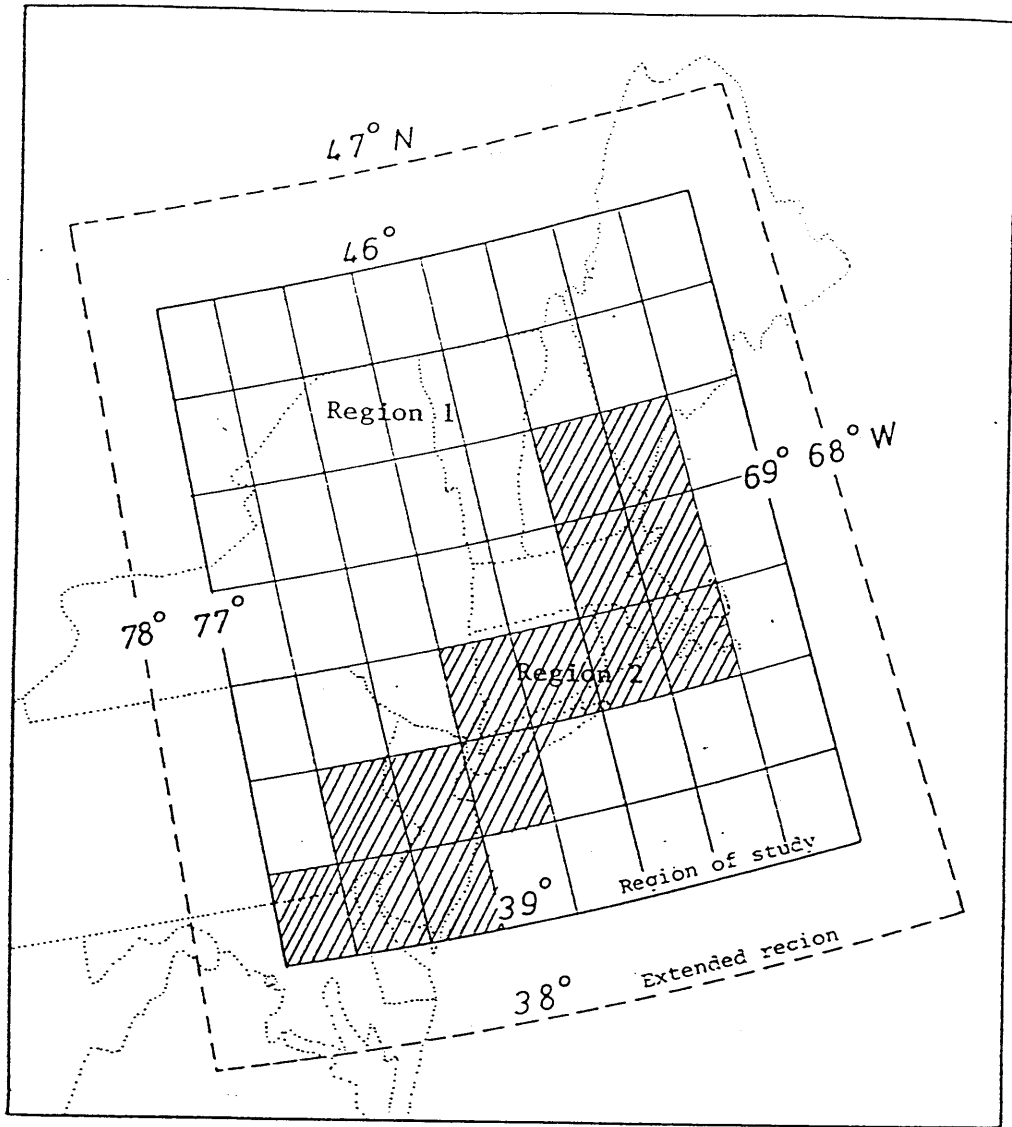 47° N
46°
Region 1
69° 68° W
78° 77°
Region 2
Region of study
39°
Extended recion
38°